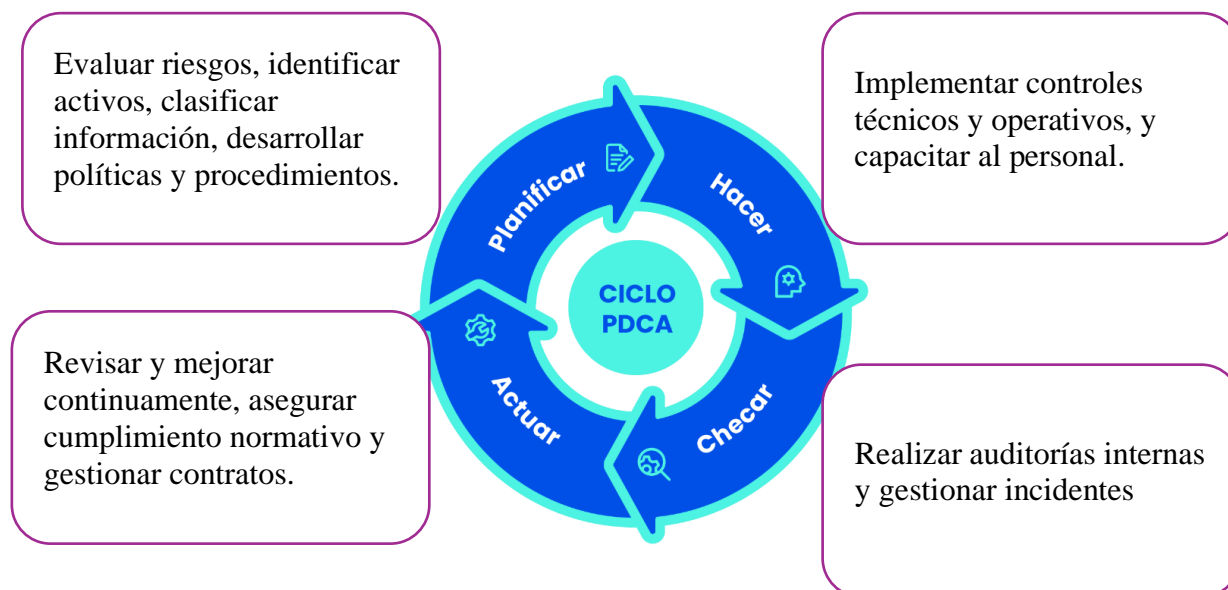 Evaluar riesgos, identificar
activos, clasificar
información, desarrollar
políticas y procedimientos.
Implementar controles
técnicos y operativos, y
capacitar al personal.
Planificar
Hacer
CICLO
PDCA
Actuar
Checar
Revisar y mejorar
continuamente, asegurar
cumplimiento normativo y
gestionar contratos.
Realizar auditorías internas
y gestionar incidentes